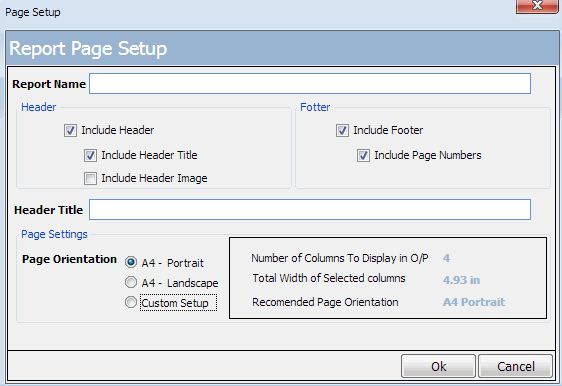 Page Setup
Report Page Setup
Report Name
Header
Fotter
Include Header
Include Footer
Include Header Title
Include Page Numbers
Include Header Image
Header Title
Page Settings
Page Orientation
A4 - Portrait
A4 - Landscape
Custom Setup
Number of Columns To Display in O/P 4
Total Width of Selected columns 4.93 in
Recomended Page Orientation A4 Portrait
Ok
Cancel